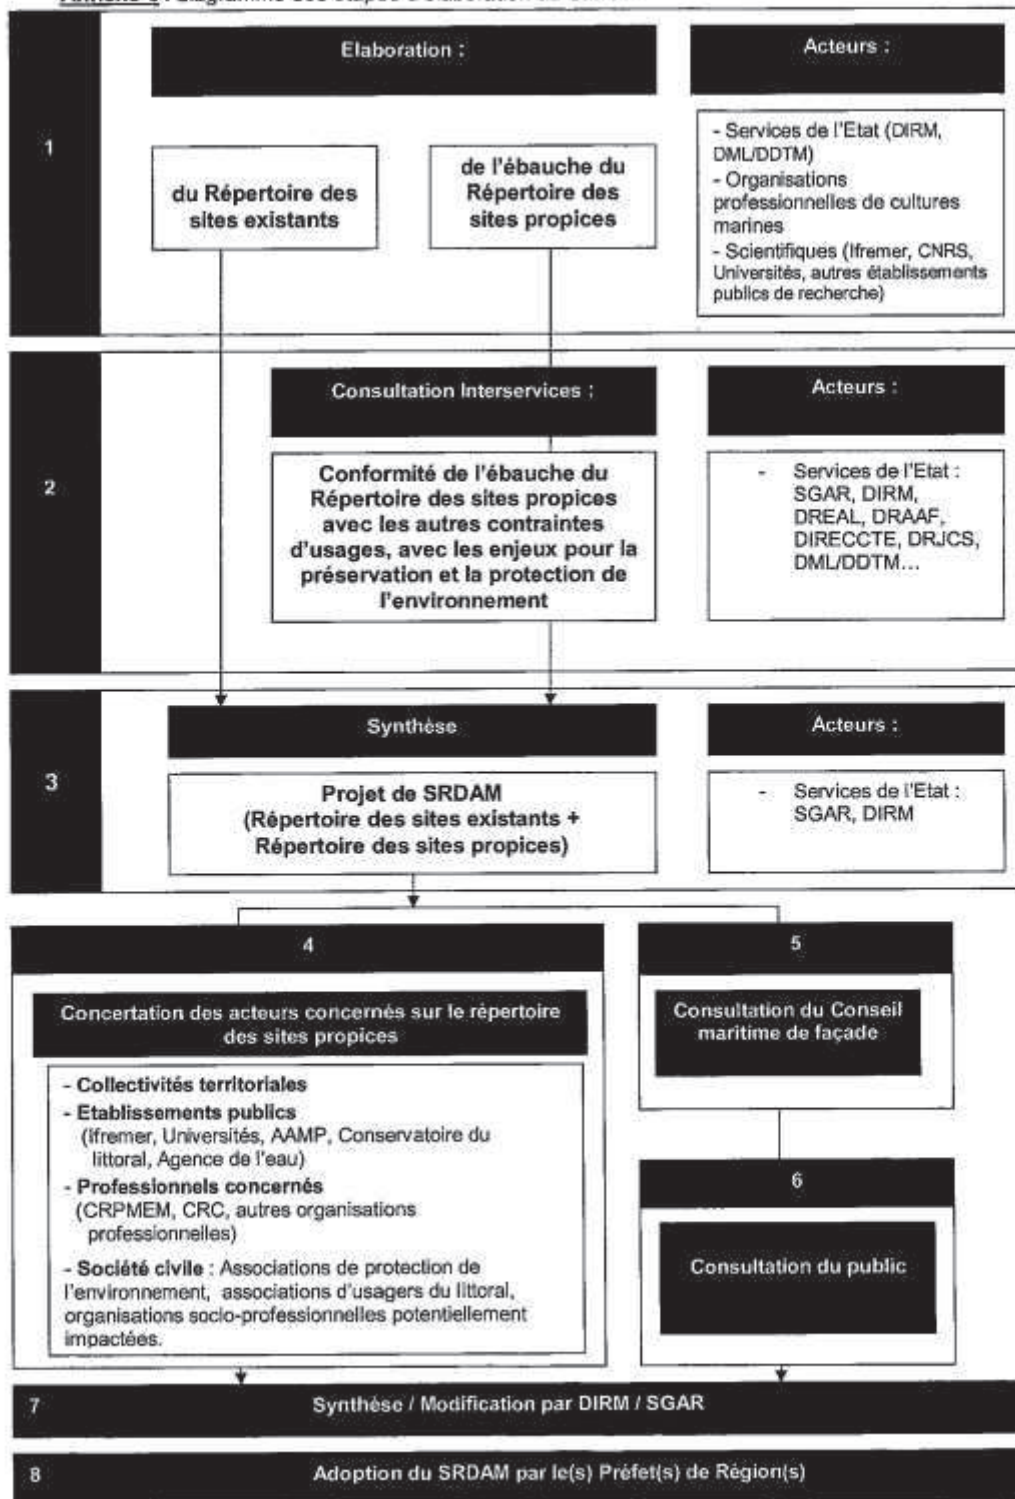 1
Elaboration :
Acteurs :
du Répertoire des
sites existants
de l'ébauche du
Répertoire des
sites propices
- Services de l'Etat (DIRM,
DML/DDTM)
- Organisations
professionnelles de cultures
marines
- Scientifiques (Ifremer, CNRS,
Universités, autres établissements
publics de recherche)
2
Consultation Interservices :
Acteurs :
Conformité de l'ébauche du
Répertoire des sites propices
avec les autres contraintes
d'usages, avec les enjeux pour la
préservation et la protection de
l'environnement
- Services de l'Etat :
SGAR, DIRM,
DREAL, DRAAF,
DIRECCTE, DRJCS,
DML/DDTM...
3
Synthèse
Acteurs :
Projet de SRDAM
(Répertoire des sites existants +
Répertoire des sites propices)
- Services de l'Etat :
SGAR, DIRM
4
Concertation des acteurs concernés sur le répertoire
des sites propices
- Collectivités territoriales
- Etablissements publics
(Ifremer, Universités, AAMP, Conservatoire du
littoral, Agence de l'eau)
- Professionnels concernés
(CRPMEM, CRC, autres organisations
professionnelles)
- Société civile : Associations de protection de
l'environnement, associations d'usagers du littoral,
organisations socio-professionnelles potentiellement
impactées.
5
Consultation du Conseil
maritime de façade
6
Consultation du public
7 Synthèse / Modification par DIRM / SGAR
8 Adoption du SRDAM par le(s) Préfet(s) de Région(s)